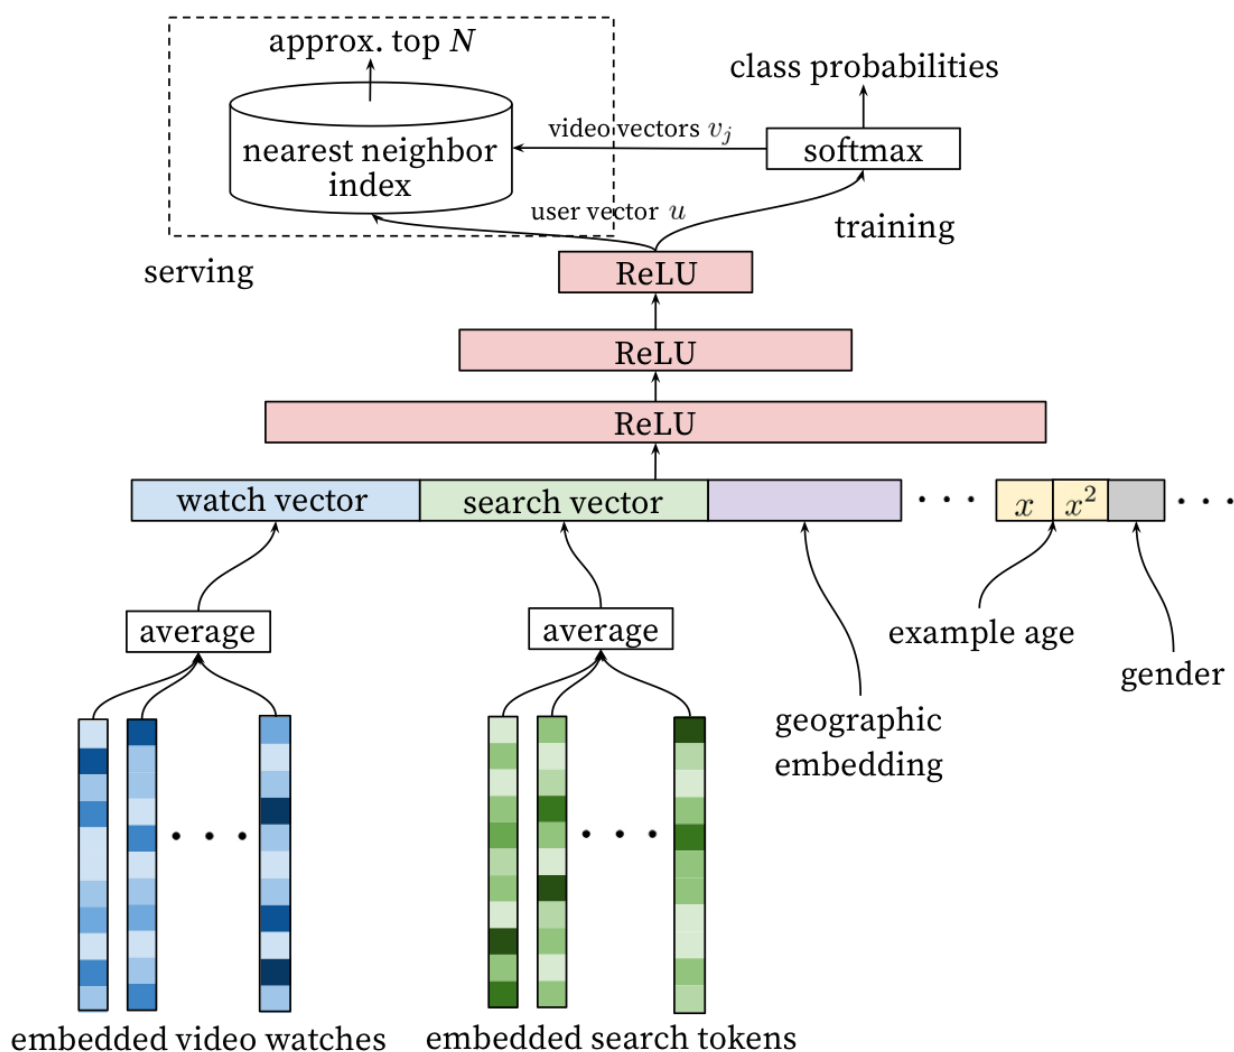 approx. top N
class probabilities
video vectors v_j
softmax
nearest neighbor
index
user vector u
training
serving
ReLU
ReLU
ReLU
watch vector
search vector
. . .
x
x²
. . .
average
average
example age
gender
geographic
embedding
. . .
. . .
embedded video watches
embedded search tokens